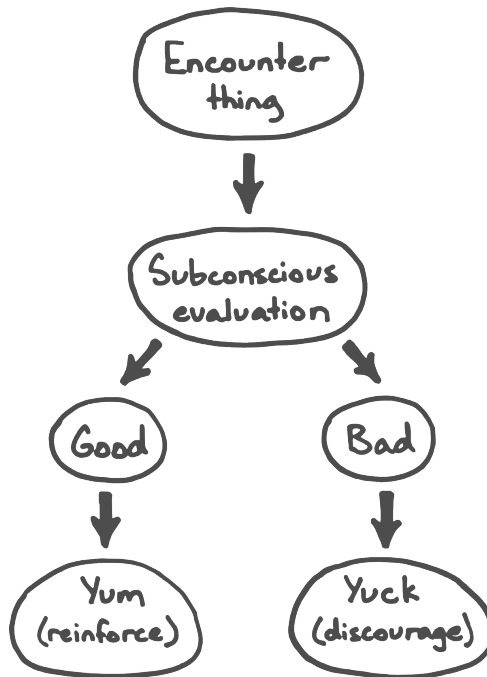 Encounter
thing
Subconscious
evaluation
Good
Bad
Yum
(reinforce)
Yuck
(discourage)